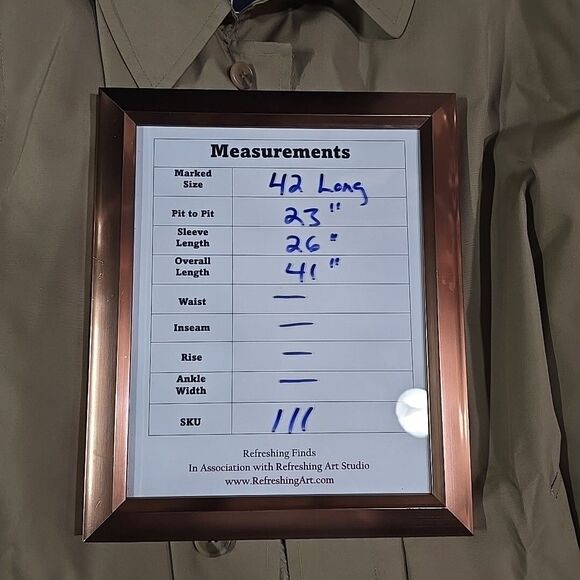 Measurements
Marked Size 42 Long
Pit to Pit 23"
Sleeve Length 26"
Overall Length 41"
Waist —
Inseam —
Rise —
Ankle Width —
SKU 111
Refreshing Finds
In Association with Refreshing Art Studio
www.RefreshingArt.com